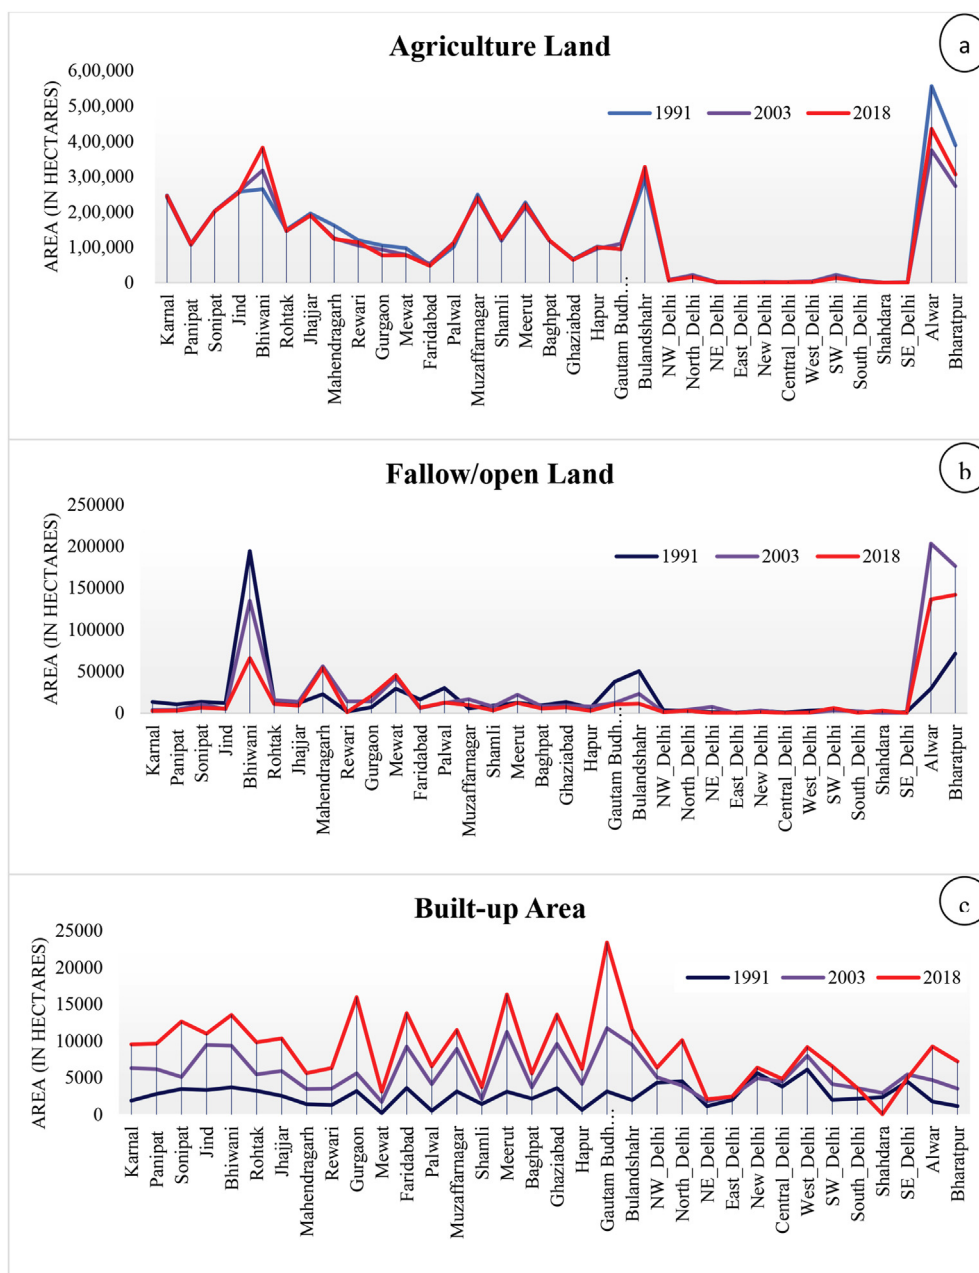 a
Agriculture Land
AREA (IN HECTARES)
6,00,000
5,00,000
4,00,000
3,00,000
2,00,000
1,00,000
0
1991 2003 2018
Karnal
Panipat
Sonipat
Jind
Bhiwani
Rohtak
Jhajjar
Mahendragarh
Rewari
Gurgaon
Mewat
Faridabad
Palwal
Muzaffarnagar
Shamli
Meerut
Baghpat
Ghaziabad
Hapur
Gautam Budh…
Bulandshahr
NW_Delhi
North_Delhi
NE_Delhi
East_Delhi
New Delhi
Central_Delhi
West_Delhi
SW_Delhi
South_Delhi
Shahdara
SE_Delhi
Alwar
Bharatpur
b
Fallow/open Land
AREA (IN HECTARES)
250000
200000
150000
100000
50000
0
1991 2003 2018
Karnal
Panipat
Sonipat
Jind
Bhiwani
Rohtak
Jhajjar
Mahendragarh
Rewari
Gurgaon
Mewat
Faridabad
Palwal
Muzaffarnagar
Shamli
Meerut
Baghpat
Ghaziabad
Hapur
Gautam Budh…
Bulandshahr
NW_Delhi
North_Delhi
NE_Delhi
East_Delhi
New Delhi
Central_Delhi
West_Delhi
SW_Delhi
South_Delhi
Shahdara
SE_Delhi
Alwar
Bharatpur
c
Built-up Area
AREA (IN HECTARES)
25000
20000
15000
10000
5000
0
1991 2003 2018
Karnal
Panipat
Sonipat
Jind
Bhiwani
Rohtak
Jhajjar
Mahendragarh
Rewari
Gurgaon
Mewat
Faridabad
Palwal
Muzaffarnagar
Shamli
Meerut
Baghpat
Ghaziabad
Hapur
Gautam Budh…
Bulandshahr
NW_Delhi
North_Delhi
NE_Delhi
East_Delhi
New Delhi
Central_Delhi
West_Delhi
SW_Delhi
South_Delhi
Shahdara
SE_Delhi
Alwar
Bharatpur